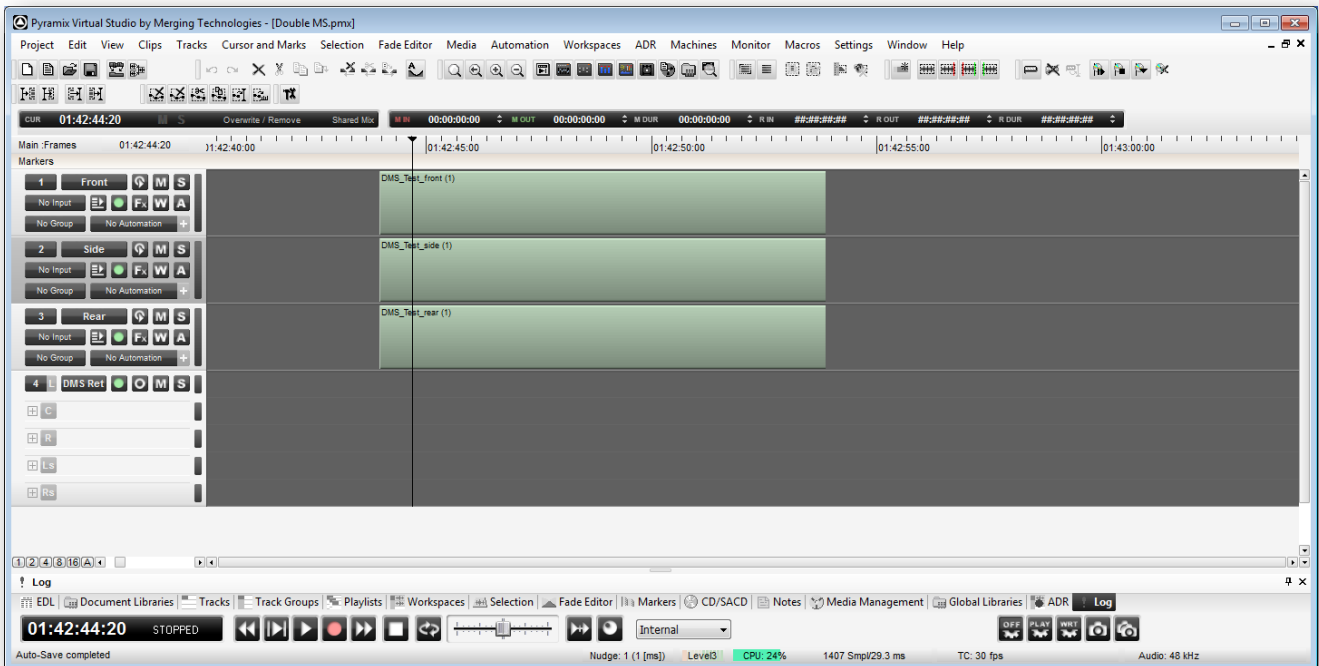 Pyramix Virtual Studio by Merging Technologies - [Double MS.pmx]
Project Edit View Clips Tracks Cursor and Marks Selection Fade Editor Media Automation Workspaces ADR Machines Monitor Macros Settings Window Help
CUR 01:42:44:20 M S Overwrite / Remove Shared Mix M IN 00:00:00:00 M OUT 00:00:00:00 M DUR 00:00:00:00 R IN ##:##:##:## R OUT ##:##:##:## R DUR ##:##:##:##
Main :Frames 01:42:44:20 01:42:40:00 01:42:45:00 01:42:50:00 01:42:55:00 01:43:00:00
Markers
1 Front M S DMS_Test_front (1)
No Input Fx W A
No Group No Automation +
2 Side M S DMS_Test_side (1)
No Input Fx W A
No Group No Automation +
3 Rear M S DMS_Test_rear (1)
No Input Fx W A
No Group No Automation +
4 L DMS Ret O M S
C
R
Ls
Rs
1 2 4 8 16 A
! Log
EDL Document Libraries Tracks Track Groups Playlists Workspaces Selection Fade Editor Markers CD/SACD Notes Media Management Global Libraries ADR ! Log
01:42:44:20 STOPPED Internal OFF PLAY WRT
Auto-Save completed Nudge: 1 (1 [ms]) Level3 CPU: 24% 1407 Smpl/29.3 ms TC: 30 fps Audio: 48 kHz